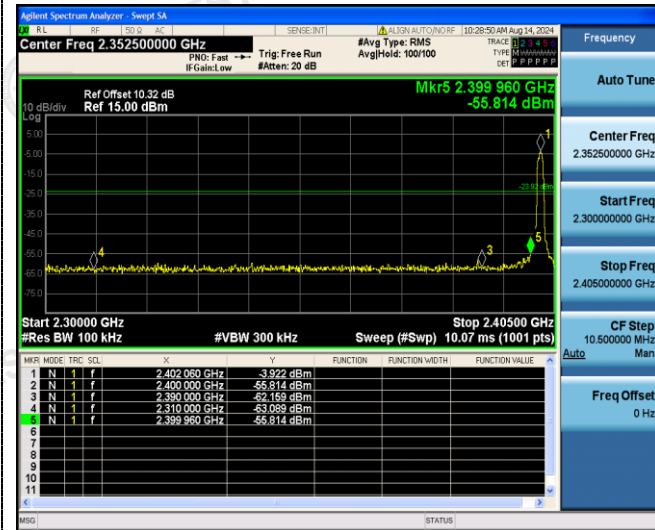 Agilent Spectrum Analyzer - Swept SA
RL RF 50 Ω AC SENSE:INT ALIGN AUTO/NO RF 10:28:50 AM Aug 14, 2024
Center Freq 2.352500000 GHz
PNO: Fast
IFGain:Low
Trig: Free Run
#Atten: 20 dB
#Avg Type: RMS
Avg|Hold: 100/100
TRACE 1 2 3 4 5 6
TYPE
DET P P P P P P
Ref Offset 10.32 dB
10 dB/div Ref 15.00 dBm
Log
Mkr5 2.399 960 GHz
-55.814 dBm
5.00
-5.00
-15.0
-25.0
-35.0
-45.0
-55.0
-65.0
-75.0
1
-23.92 dBm
5
3
4
Start 2.30000 GHz Stop 2.40500 GHz
#Res BW 100 kHz #VBW 300 kHz Sweep (#Swp) 10.07 ms (1001 pts)
MKR MODE TRC SCL X Y FUNCTION FUNCTION WIDTH FUNCTION VALUE
1 N 1 f 2.402 060 GHz -3.922 dBm
2 N 1 f 2.400 000 GHz -55.814 dBm
3 N 1 f 2.390 000 GHz -62.159 dBm
4 N 1 f 2.310 000 GHz -63.089 dBm
5 N 1 f 2.399 960 GHz -55.814 dBm
6
7
8
9
10
11
MSG STATUS
Frequency
Auto Tune
Center Freq
2.352500000 GHz
Start Freq
2.300000000 GHz
Stop Freq
2.405000000 GHz
CF Step
10.500000 MHz
Auto Man
Freq Offset
0 Hz